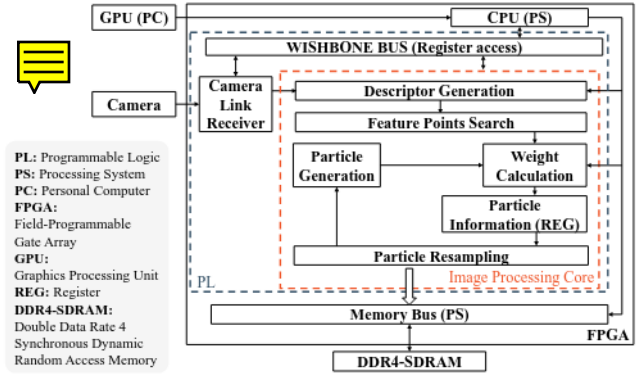 GPU (PC)
CPU (PS)
WISHBONE BUS (Register access)
Camera
Camera
Link
Receiver
Descriptor Generation
Feature Points Search
Particle
Generation
Weight
Calculation
Particle
Information (REG)
Particle Resampling
PL
Image Processing Core
Memory Bus (PS)
FPGA
DDR4-SDRAM
PL: Programmable Logic
PS: Processing System
PC: Personal Computer
FPGA:
Field-Programmable
Gate Array
GPU:
Graphics Processing Unit
REG: Register
DDR4-SDRAM:
Double Data Rate 4
Synchronous Dynamic
Random Access Memory